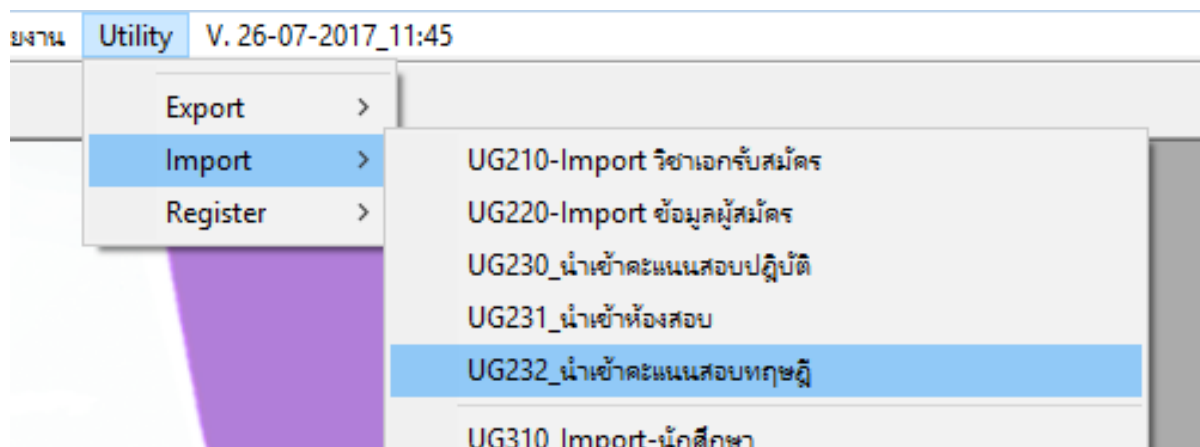 ยงาน Utility V. 26-07-2017_11:45
Export
Import
Register
UG210-Import วิชาเอกรับสมัคร
UG220-Import ข้อมูลผู้สมัคร
UG230_นำเข้าคะแนนสอบปฎิบัติ
UG231_นำเข้าห้องสอบ
UG232_นำเข้าคะแนนสอบทฤษฎี
UG310_Import-นักศึกษา